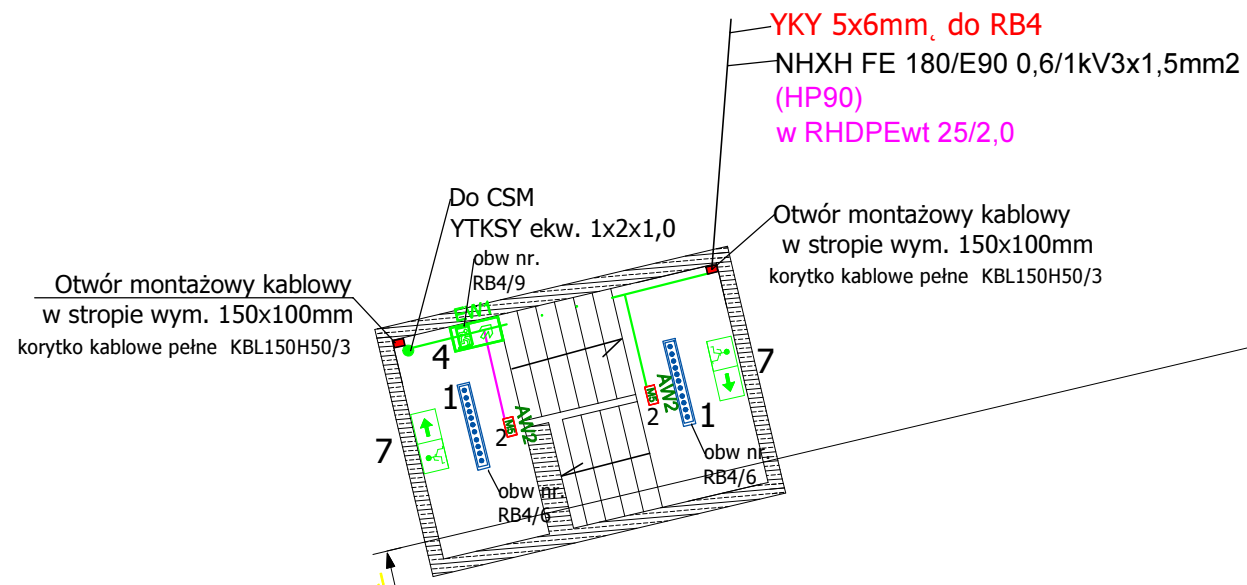 YKY 5x6mm˛ do RB4
NHXH FE 180/E90 0,6/1kV3x1,5mm2
(HP90)
w RHDPEwt 25/2,0
Do CSM
YTKSY ekw. 1x2x1,0
obw nr.
RB4/9
Otwór montażowy kablowy
w stropie wym. 150x100mm
korytko kablowe pełne KBL150H50/3
Otwór montażowy kablowy
w stropie wym. 150x100mm
korytko kablowe pełne KBL150H50/3
EW1
4
1
7
2
AW2
M5
obw nr.
RB4/6
M5
AW2
2
1
7
obw nr.
RB4/6